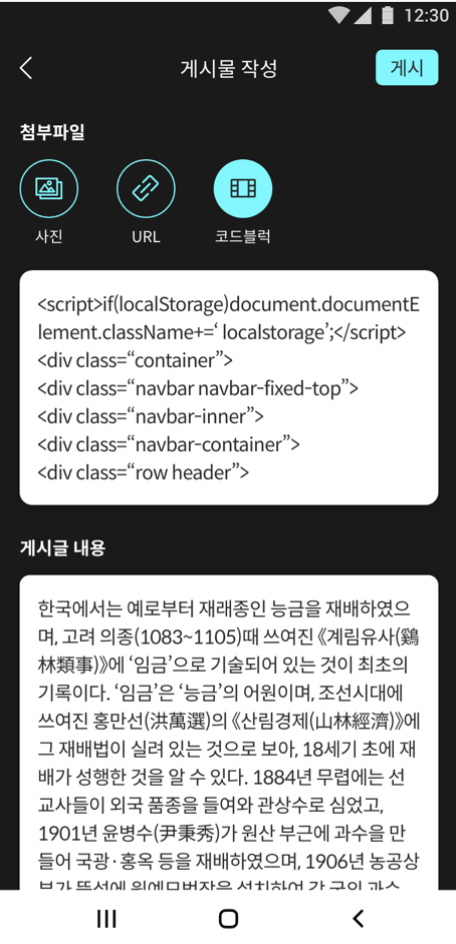 12:30
게시물 작성
게시
첨부파일
사진
URL
코드블럭
<script>if(localStorage)document.documentE
lement.className+=‘ localstorage’;</script>
<div class=“container”>
<div class=“navbar navbar-fixed-top”>
<div class=“navbar-inner”>
<div class=“navbar-container”>
<div class=“row header”>
게시글 내용
한국에서는 예로부터 재래종인 능금을 재배하였으
며, 고려 의종(1083~1105)때 쓰여진 《계림유사(鷄
林類事)》에 ‘임금’으로 기술되어 있는 것이 최초의
기록이다. ‘임금’은 ‘능금’의 어원이며, 조선시대에
쓰여진 홍만선(洪萬選)의 《산림경제(山林經濟)》에
그 재배법이 실려 있는 것으로 보아, 18세기 초에 재
배가 성행한 것을 알 수 있다. 1884년 무렵에는 선
교사들이 외국 품종을 들여와 관상수로 심었고,
1901년 윤병수(尹秉秀)가 원산 부근에 과수을 만
들어 국광·홍옥 등을 재배하였으며, 1906년 농공상
부가 뚝섬에 원예모범장을 설치하여 각 국의 과수